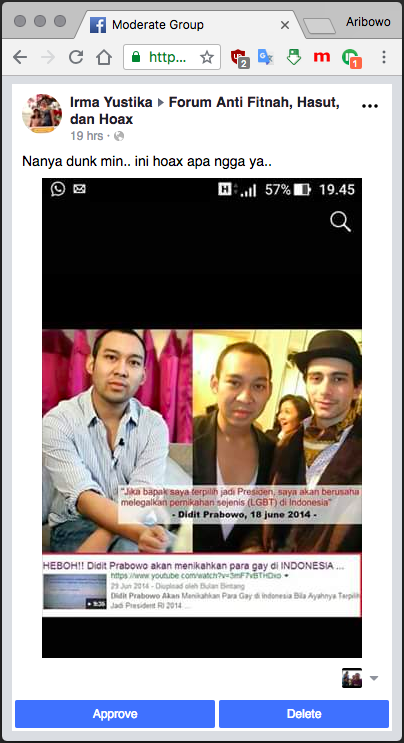 Moderate Group
Aribowo
http...
2
1
Irma Yustika ▸ Forum Anti Fitnah, Hasut,
dan Hoax
19 hrs ·
Nanya dunk min.. ini hoax apa ngga ya..
H 57% 19.45
"Jika bapak saya terpilih jadi Presiden, saya akan berusaha
melegalkan pernikahan sejenis (LGBT) di Indonesia"
- Didit Prabowo, 18 june 2014 -
HEBOH!! Didit Prabowo akan menikahkan para gay di INDONESIA ...
https://www.youtube.com/watch?v=3mF7vBTHDxo
29 Jun 2014 - Diupload oleh Bulan Bintang
Didit Prabowo Akan Menikahkan Para Gay di Indonesia Bila Ayahnya Terpilih
Jadi President RI 2014 ...
Approve
Delete